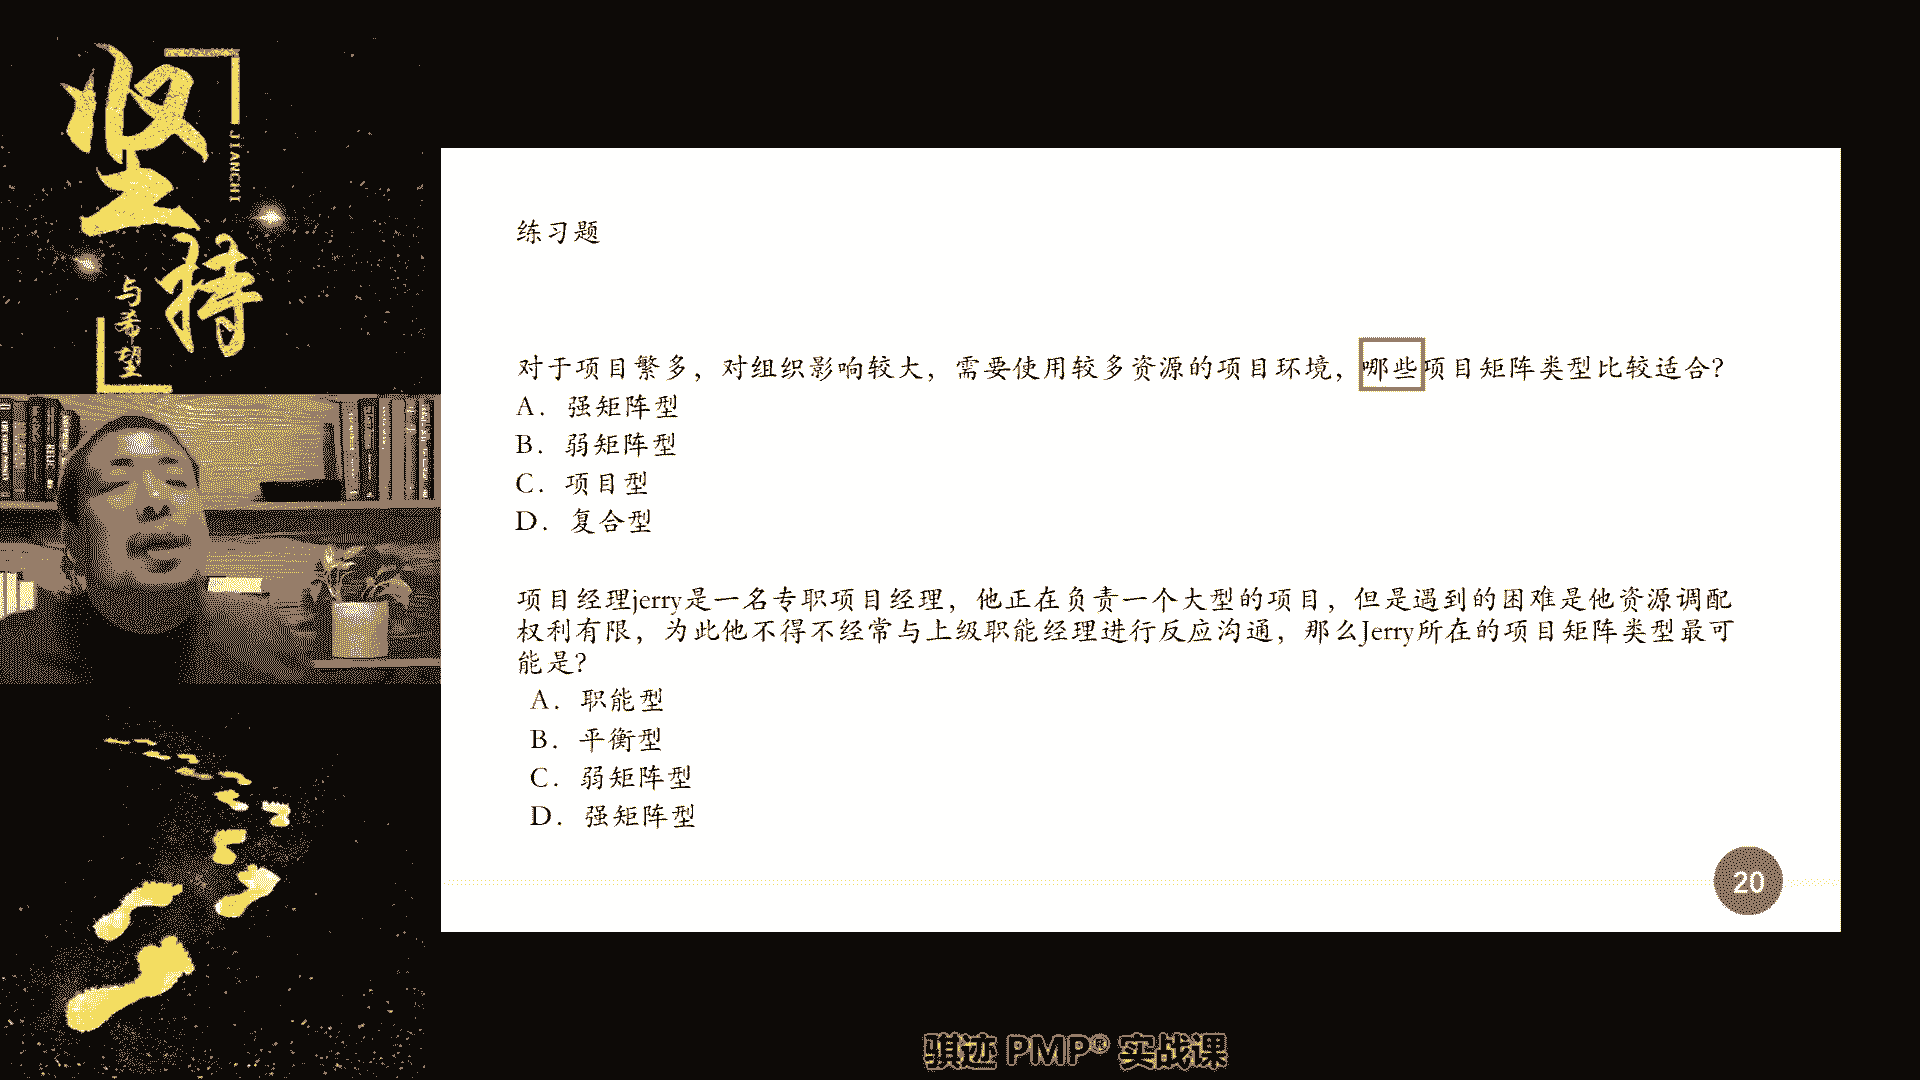 坚持
JIANCHI
与希望
练习题
对于项目繁多，对组织影响较大，需要使用较多资源的项目环境，哪些项目矩阵类型比较适合？
A. 强矩阵型
B. 弱矩阵型
C. 项目型
D. 复合型
项目经理jerry是一名专职项目经理，他正在负责一个大型的项目，但是遇到的困难是他资源调配
权利有限，为此他不得不经常与上级职能经理进行反应沟通，那么Jerry所在的项目矩阵类型最可
能是？
A. 职能型
B. 平衡型
C. 弱矩阵型
D. 强矩阵型
20
骐迹 PMP® 实战课